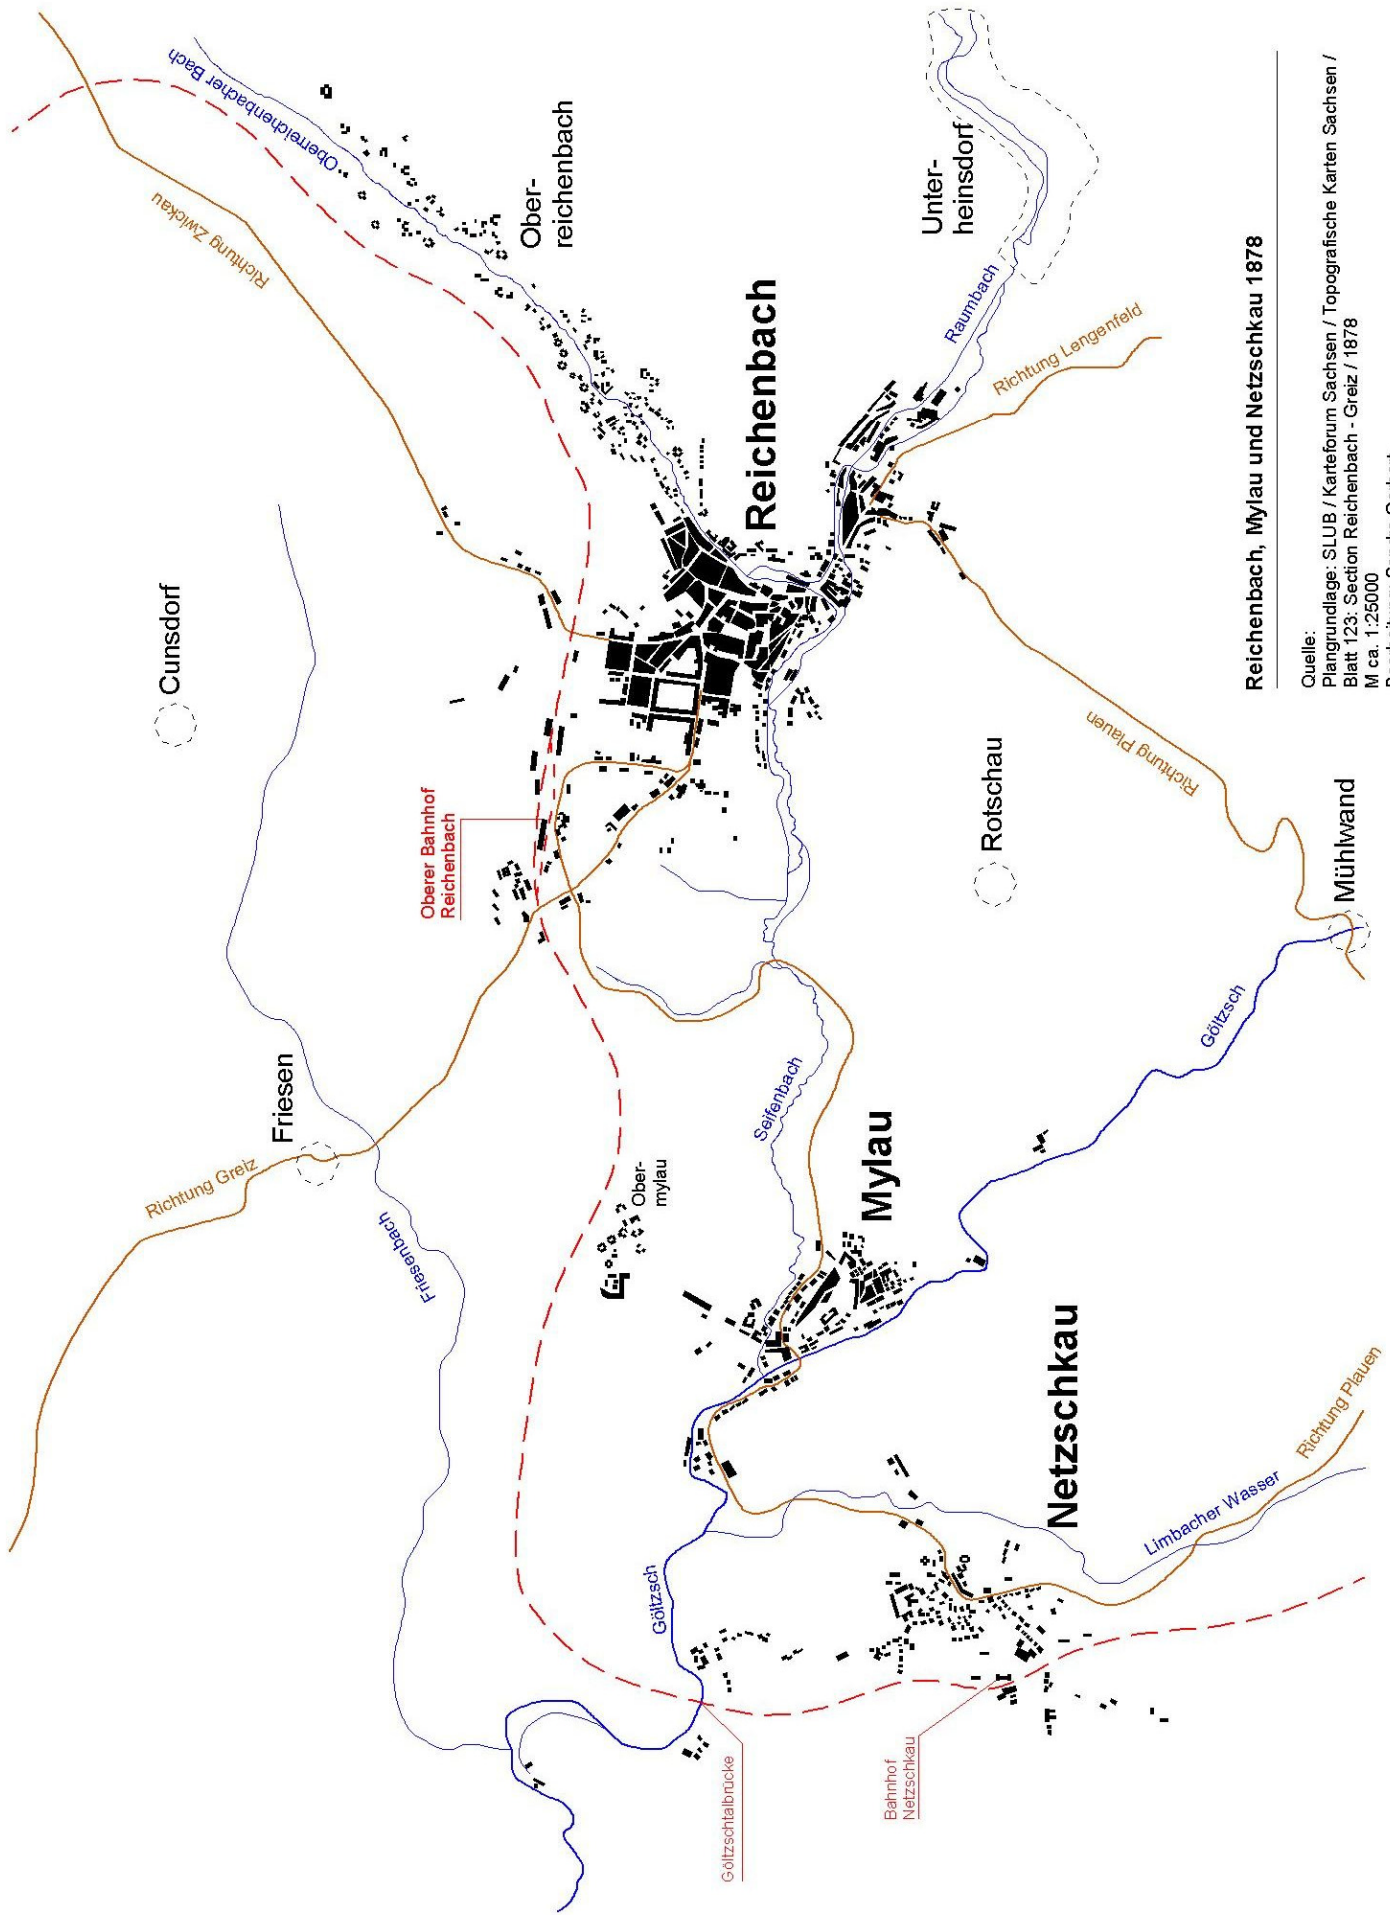 Richtung Greiz
Friesen
Cunsdorf
Richtung Zwickau
Oberreichenbacher Bach
Friesenbach
Oberer Bahnhof
Reichenbach
Ober-
reichenbach
Ober-
mylau
Göltzsch
Göltzschtalbrücke
Seifenbach
Reichenbach
Mylau
Bahnhof
Netzschkau
Unter-
heinsdorf
Raumbach
Richtung Lengenfeld
Rotschau
Netzschkau
Richtung Plauen
Göltzsch
Limbacher Wasser
Richtung Plauen
Mühlwand
Reichenbach, Mylau und Netzschkau 1878
Quelle:
Plangrundlage: SLUB / Karteforum Sachsen / Topografische Karten Sachsen /
Blatt 123: Section Reichenbach - Greiz / 1878
M ca. 1:25000